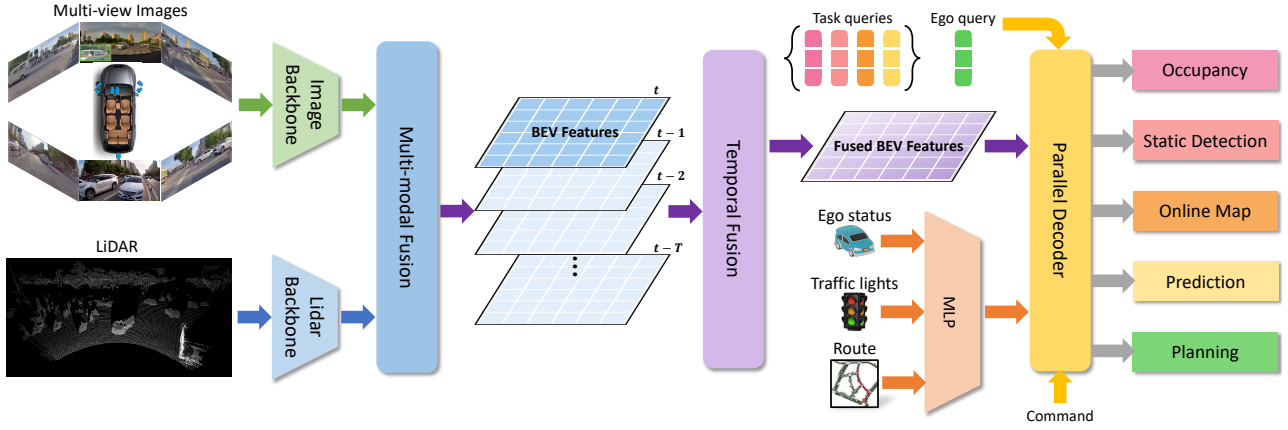 Multi-view Images
Image
Backbone
LiDAR
Lidar
Backbone
Multi-modal Fusion
t
BEV Features
t − 1
t − 2
t − T
Temporal Fusion
Task queries
Ego query
Fused BEV Features
Ego status
Traffic lights
Route
MLP
Parallel Decoder
Command
Occupancy
Static Detection
Online Map
Prediction
Planning